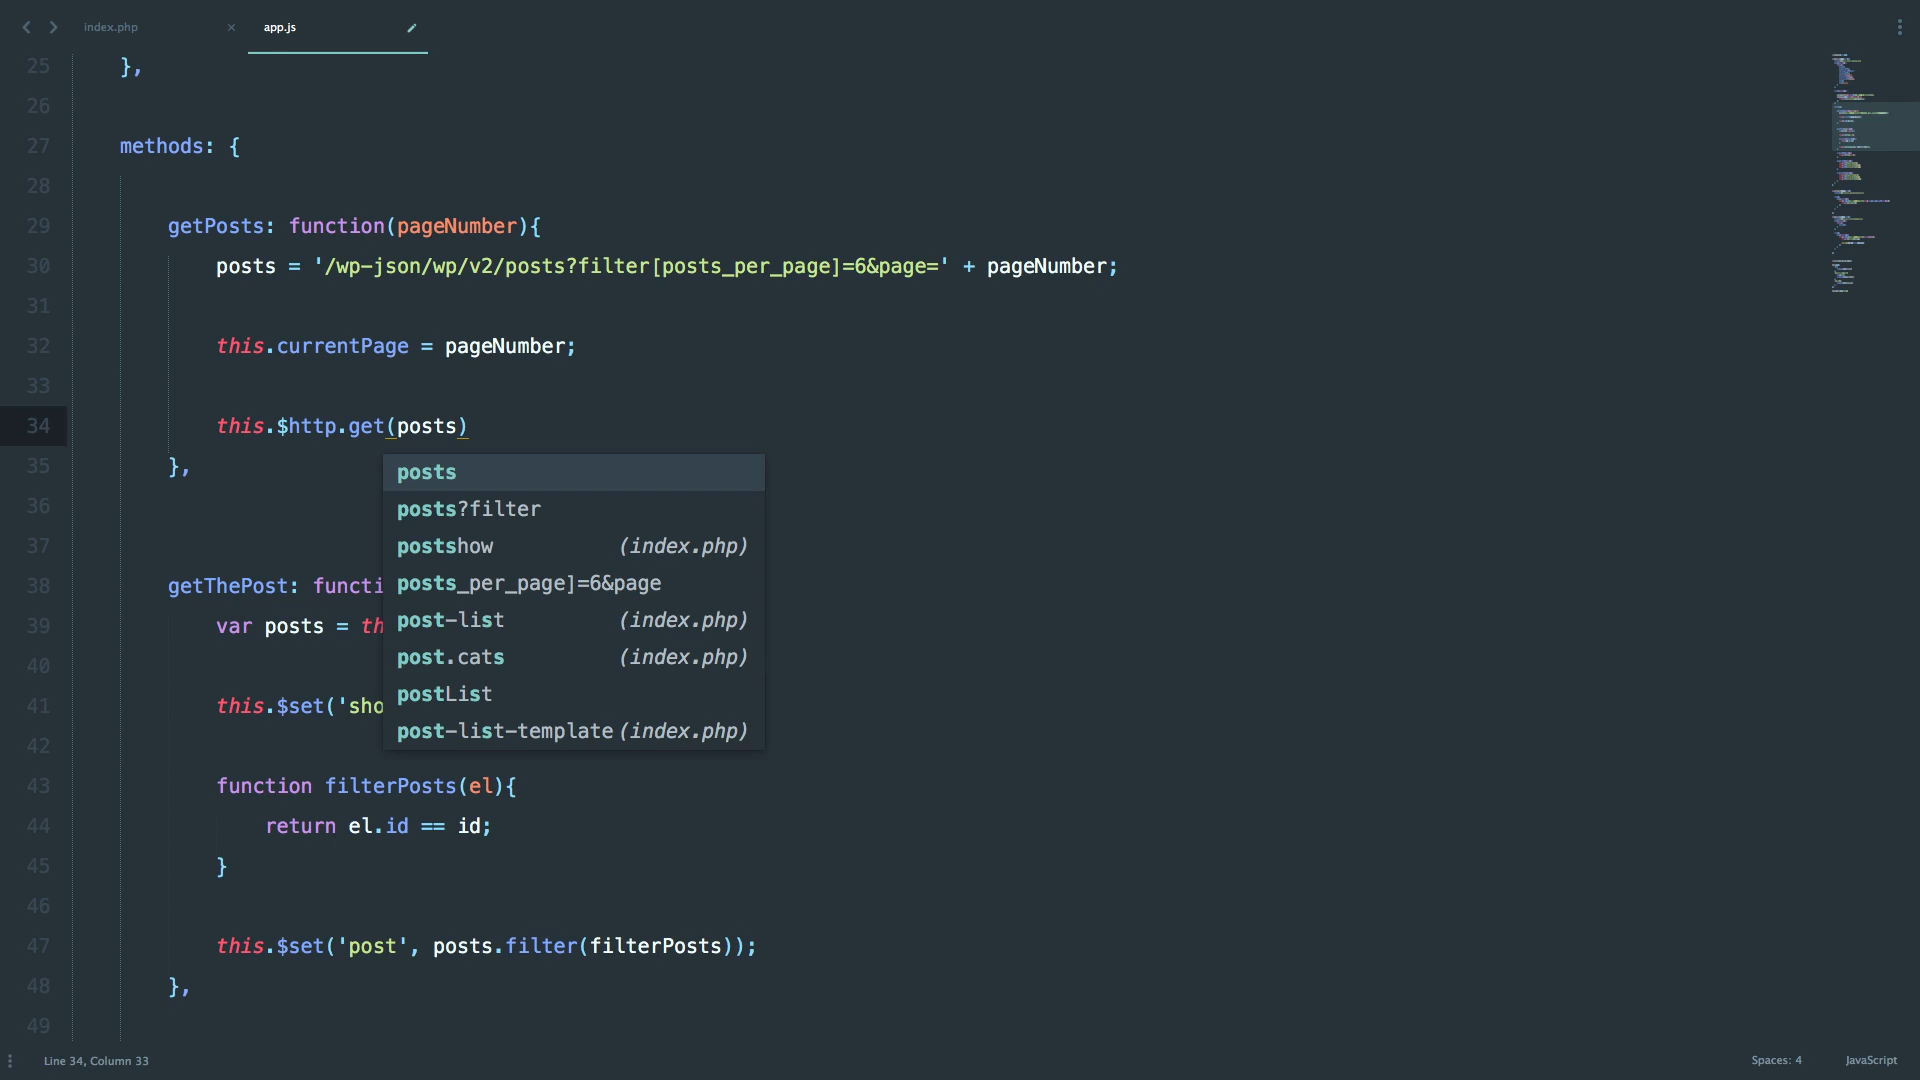 index.php × app.js
25 },
26
27 methods: {
28
29 getPosts: function(pageNumber){
30 posts = '/wp-json/wp/v2/posts?filter[posts_per_page]=6&page=' + pageNumber;
31
32 this.currentPage = pageNumber;
33
34 this.$http.get(posts)
35 },
posts
36
posts?filter
37
postshow (index.php)
38 getThePost: functi
posts_per_page]=6&page
39 var posts = th
post-list (index.php)
40
post.cats (index.php)
41 this.$set('sho
postList
42
post-list-template (index.php)
43 function filterPosts(el){
44 return el.id == id;
45 }
46
47 this.$set('post', posts.filter(filterPosts));
48 },
49
Line 34, Column 33 Spaces: 4 JavaScript